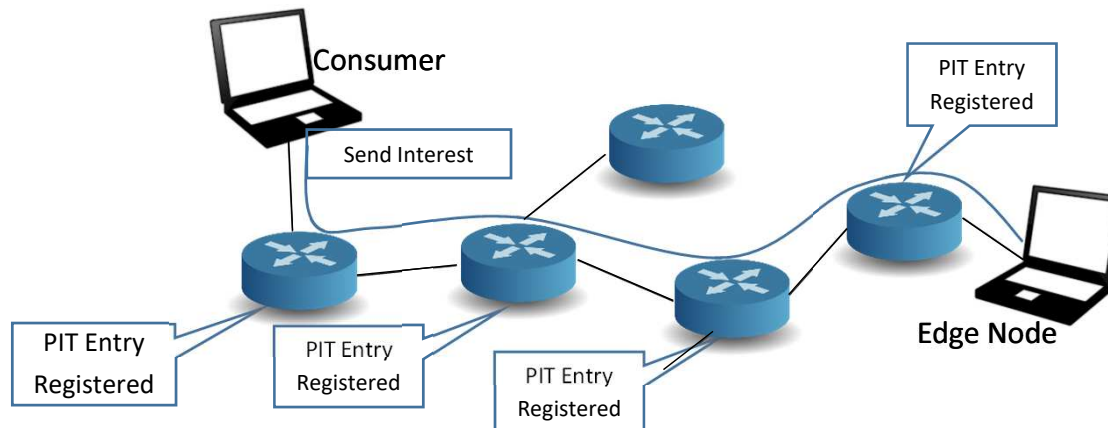 Consumer
PIT Entry
Registered
Send Interest
Edge Node
PIT Entry
Registered
PIT Entry
Registered
PIT Entry
Registered